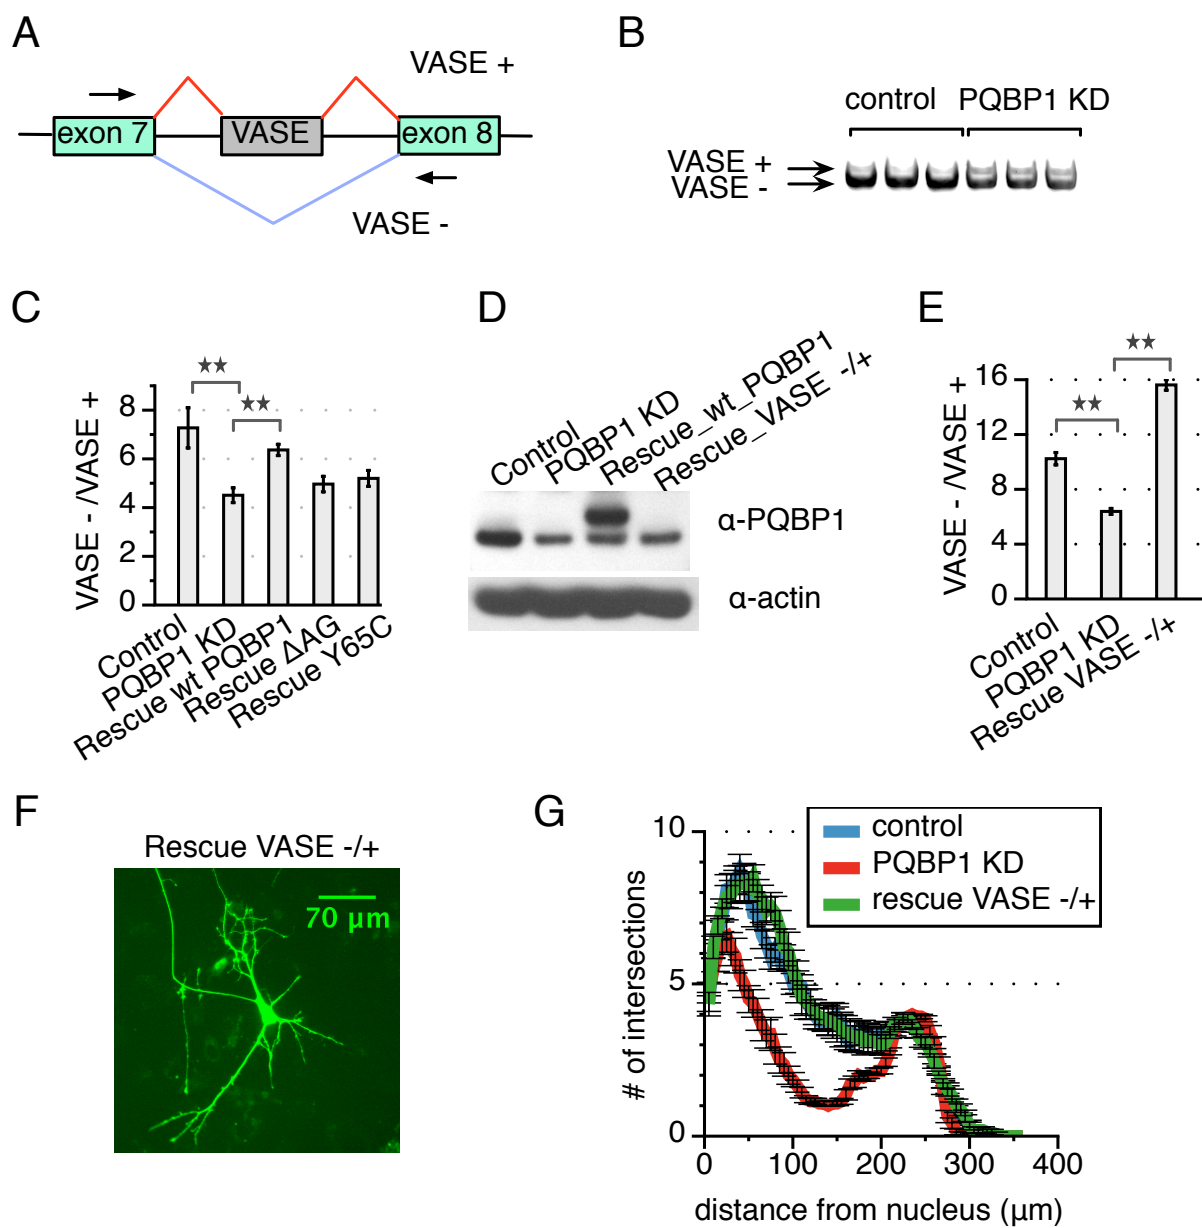 A
VASE +
exon 7
VASE
exon 8
VASE -
B
control
PQBP1 KD
VASE +
VASE -
C
VASE - /VASE +
8
6
4
2
0
Control
PQBP1 KD
Rescue wt PQBP1
Rescue ΔAG
Rescue Y65C
D
Control
PQBP1 KD
Rescue_wt_PQBP1
Rescue_VASE -/+
α-PQBP1
α-actin
E
VASE - /VASE +
16
12
8
4
0
Control
PQBP1 KD
Rescue VASE -/+
F
Rescue VASE -/+
70 µm
G
control
PQBP1 KD
rescue VASE -/+
# of intersections
10
5
0
0 100 200 300 400
distance from nucleus (µm)